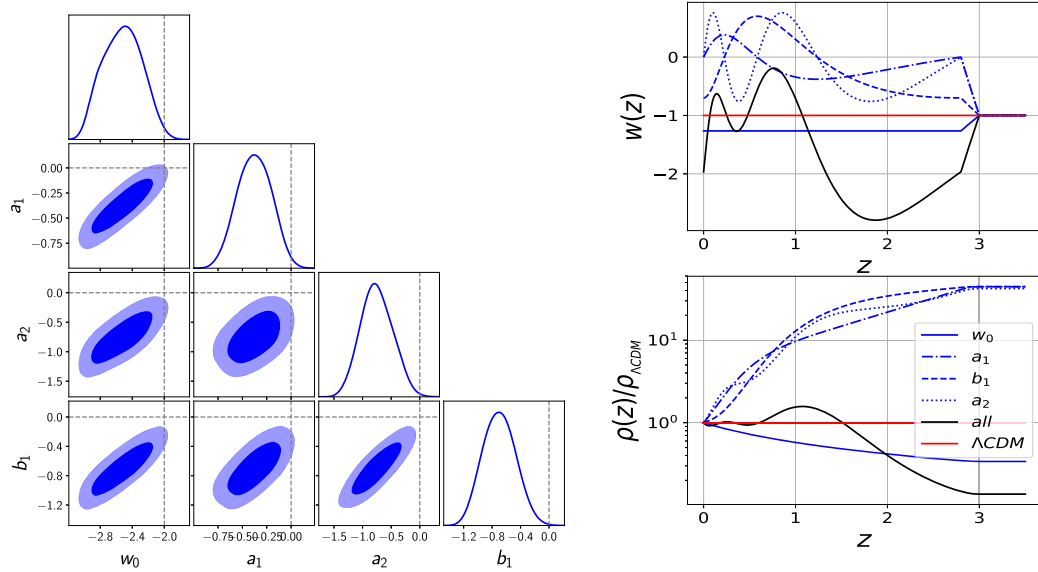 0.00
−0.25
−0.50
−0.75
a₁
0.0
−0.5
−1.0
−1.5
a₂
0.0
−0.4
−0.8
−1.2
b₁
−2.8 −2.4 −2.0
w₀
−0.75 −0.50 −0.25 0.00
a₁
−1.5 −1.0 −0.5 0.0
a₂
−1.2 −0.8 −0.4 0.0
b₁
0
−1
−2
w(z)
0 1 2 3
z
10¹
10⁰
ρ(z)/ρ_ΛCDM
w₀
a₁
b₁
a₂
all
ΛCDM
0 1 2 3
z